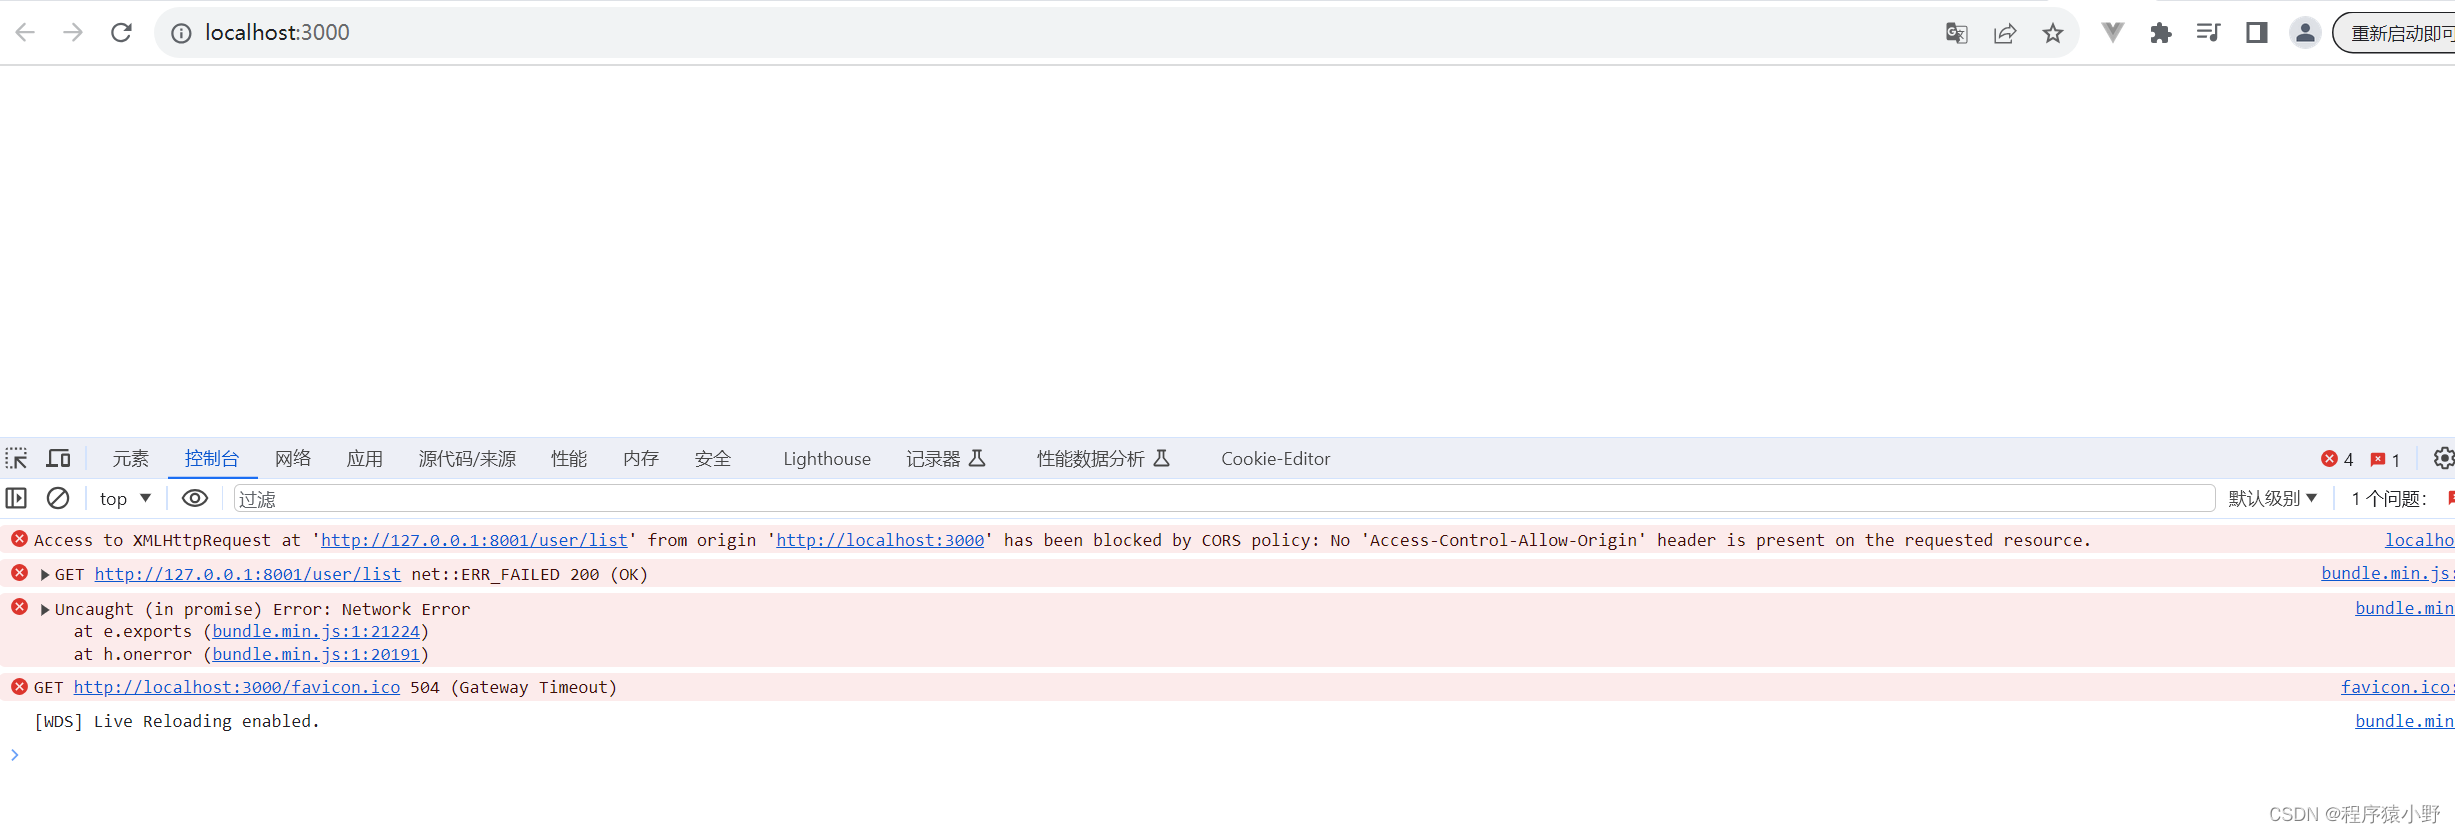 localhost:3000
重新启动即可
元素 控制台 网络 应用 源代码/来源 性能 内存 安全 Lighthouse 记录器 性能数据分析 Cookie-Editor 4 1
top 过滤 默认级别 1 个问题:
Access to XMLHttpRequest at 'http://127.0.0.1:8001/user/list' from origin 'http://localhost:3000' has been blocked by CORS policy: No 'Access-Control-Allow-Origin' header is present on the requested resource. localho
GET http://127.0.0.1:8001/user/list net::ERR_FAILED 200 (OK) bundle.min.js:
Uncaught (in promise) Error: Network Error bundle.min
at e.exports (bundle.min.js:1:21224)
at h.onerror (bundle.min.js:1:20191)
GET http://localhost:3000/favicon.ico 504 (Gateway Timeout) favicon.ico:
[WDS] Live Reloading enabled. bundle.min
CSDN @程序猿小野